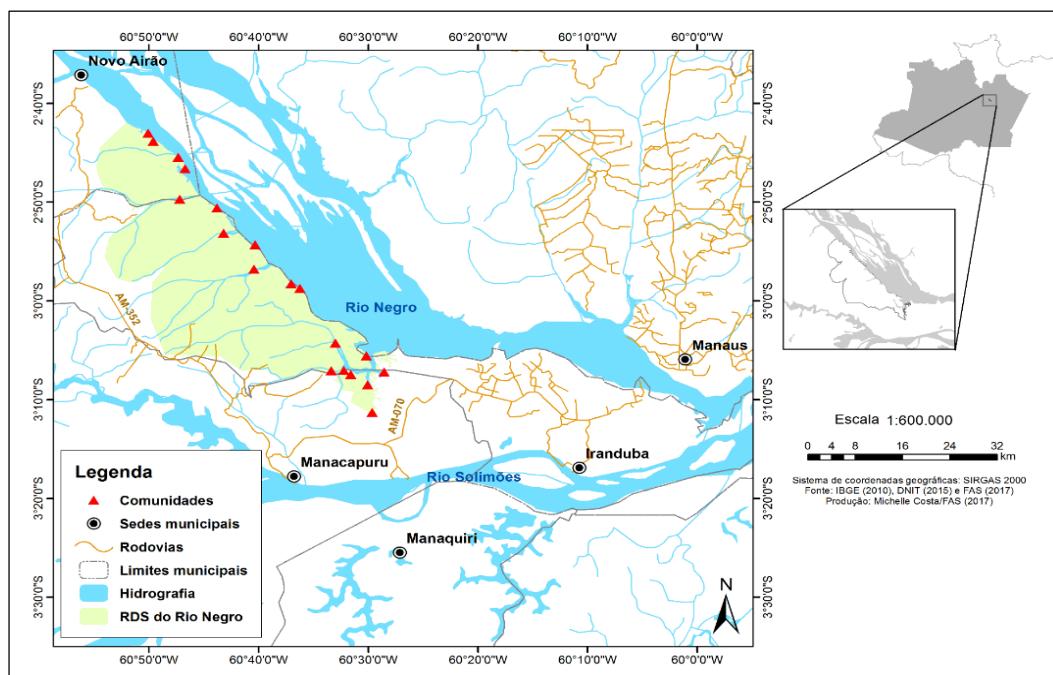 60°50'0"W 60°40'0"W 60°30'0"W 60°20'0"W 60°10'0"W 60°0'0"W
Novo Airão
2°40'0"S 2°40'0"S
2°50'0"S 2°50'0"S
3°0'0"S 3°0'0"S
Rio Negro
AM-352
Manaus
3°10'0"S 3°10'0"S
AM-070
Iranduba
Manacapuru
Rio Solimões
3°20'0"S
Manaquiri
3°30'0"S
Legenda
Comunidades
Sedes municipais
Rodovias
Limites municipais
Hidrografia
RDS do Rio Negro
N
60°50'0"W 60°40'0"W 60°30'0"W 60°20'0"W 60°10'0"W 60°0'0"W
Escala 1:600.000
0 4 8 16 24 32
km
Sistema de coordenadas geográficas: SIRGAS 2000
Fonte: IBGE (2010), DNIT (2015) e FAS (2017)
Produção: Michelle Costa/FAS (2017)